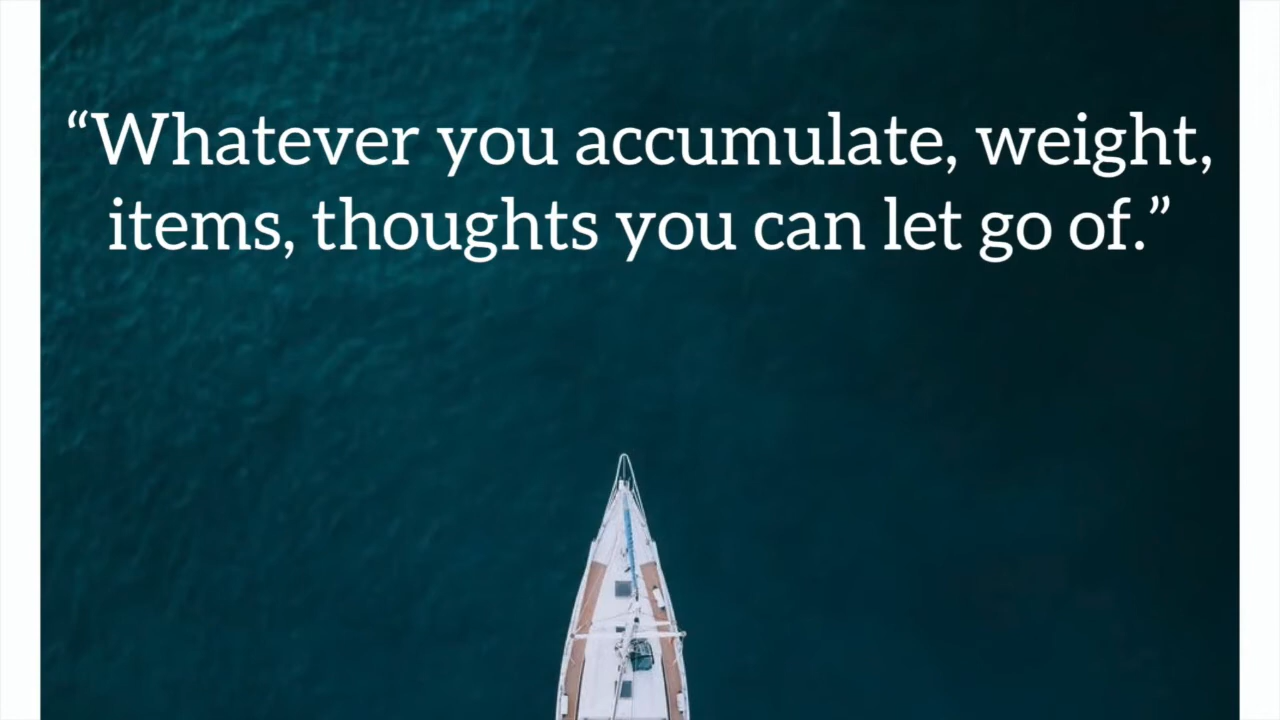 “Whatever you accumulate, weight,
items, thoughts you can let go of.”